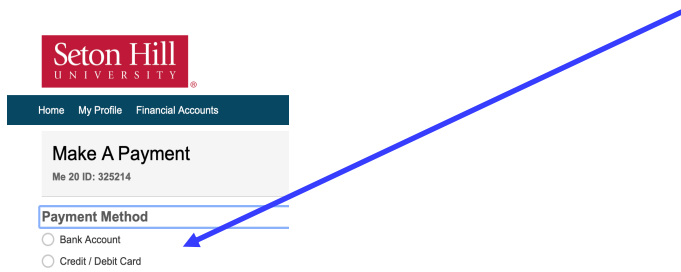 Seton Hill
UNIVERSITY ®
Home My Profile Financial Accounts
Make A Payment
Me 20 ID: 325214
Payment Method
Bank Account
Credit / Debit Card